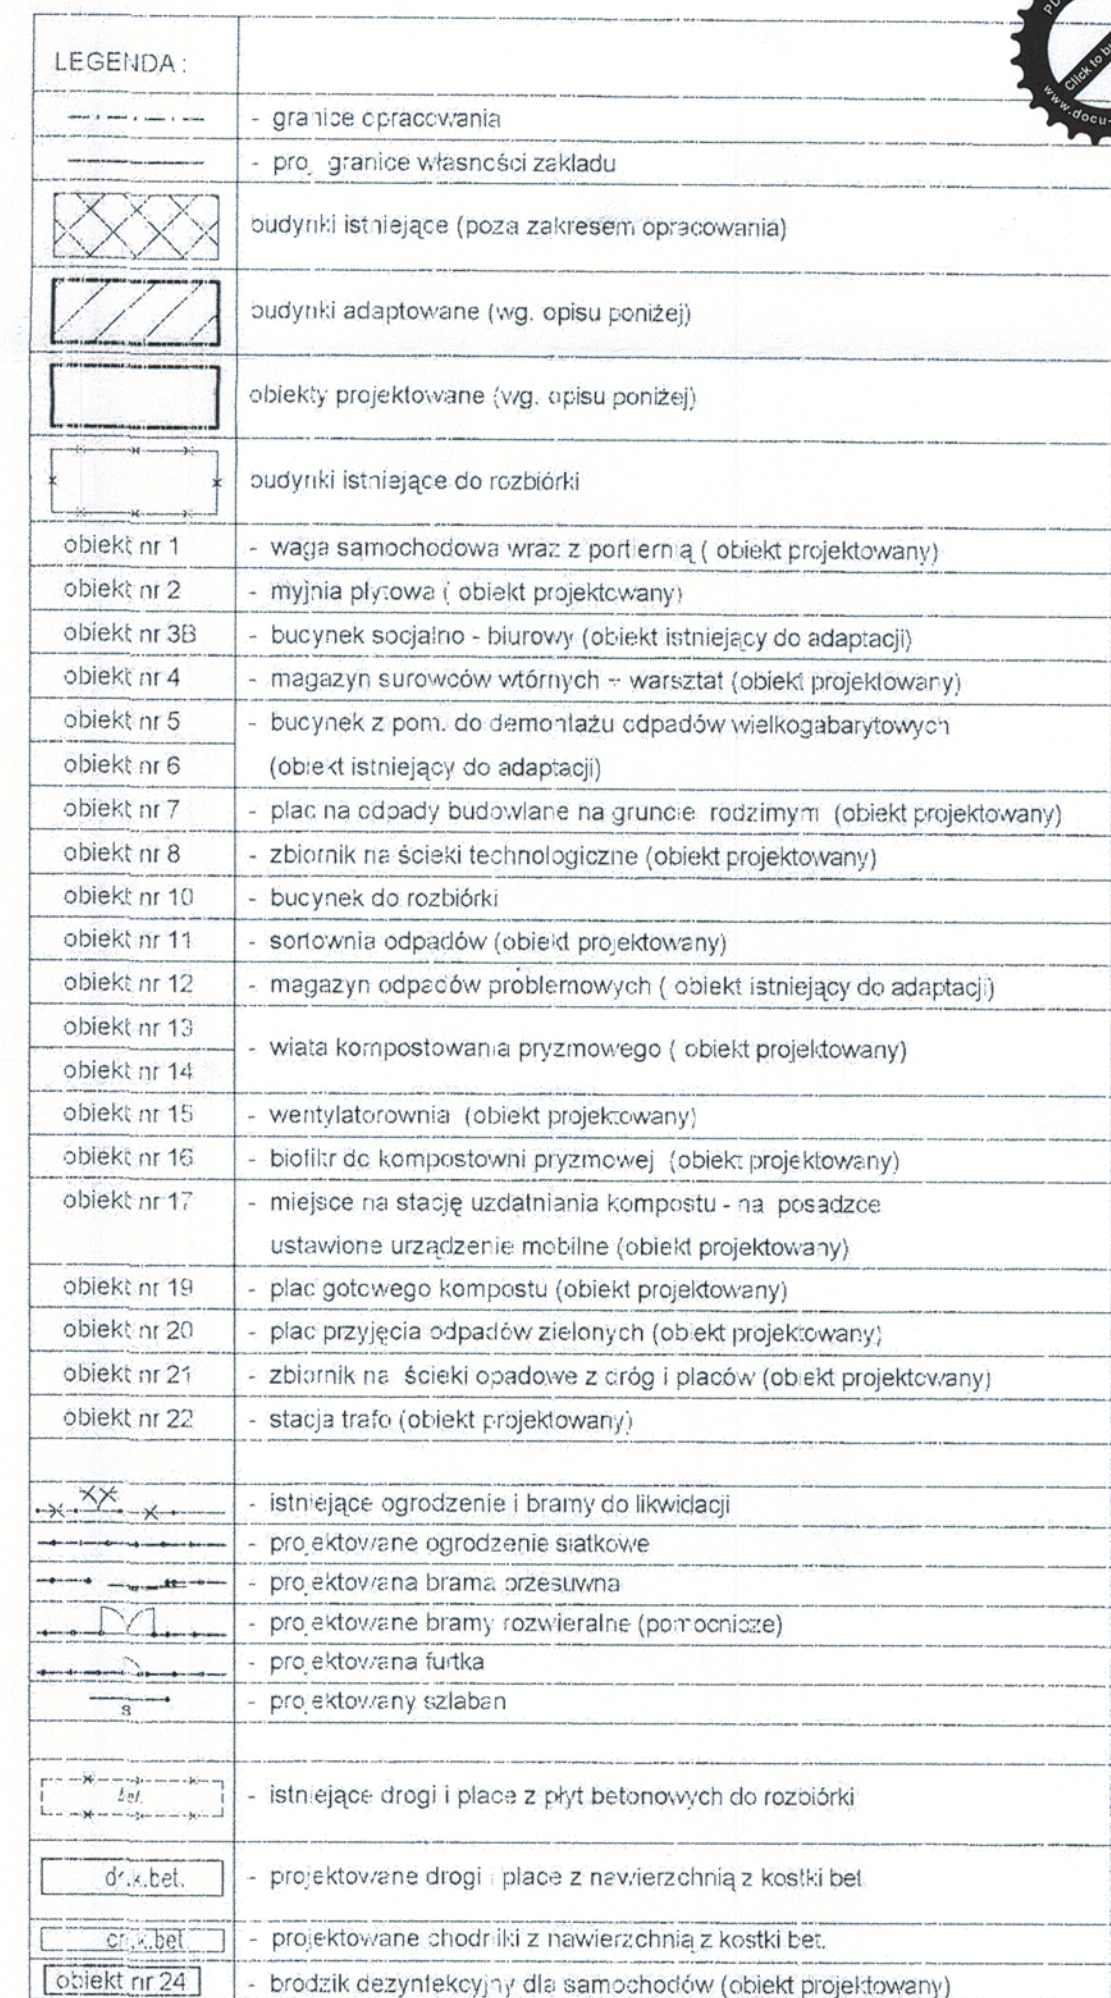 LEGENDA :
- granice opracowania
- proj. granice własności zakładu
budynki istniejące (poza zakresem opracowania)
budynki adaptowane (wg. opisu poniżej)
obiekty projektowane (wg. opisu poniżej)
budynki istniejące do rozbiórki
obiekt nr 1 - waga samochodowa wraz z portiernią ( obiekt projektowany)
obiekt nr 2 - myjnia płytowa ( obiekt projektowany)
obiekt nr 3B - budynek socjalno - biurowy (obiekt istniejący do adaptacji)
obiekt nr 4 - magazyn surowców wtórnych + warsztat (obiekt projektowany)
obiekt nr 5 - budynek z pom. do demontażu odpadów wielkogabarytowych
obiekt nr 6 (obiekt istniejący do adaptacji)
obiekt nr 7 - plac na odpady budowlane na gruncie rodzimym (obiekt projektowany)
obiekt nr 8 - zbiornik na ścieki technologiczne (obiekt projektowany)
obiekt nr 10 - budynek do rozbiórki
obiekt nr 11 - sortownia odpadów (obiekt projektowany)
obiekt nr 12 - magazyn odpadów problemowych ( obiekt istniejący do adaptacji)
obiekt nr 13
- wiata kompostowania pryzmowego ( obiekt projektowany)
obiekt nr 14
obiekt nr 15 - wentylatorownia (obiekt projektowany)
obiekt nr 16 - biofiltr do kompostowni pryzmowej (obiekt projektowany)
obiekt nr 17 - miejsce na stację uzdatniania kompostu - na posadzce
ustawione urządzenie mobilne (obiekt projektowany)
obiekt nr 19 - plac gotowego kompostu (obiekt projektowany)
obiekt nr 20 - plac przyjęcia odpadów zielonych (obiekt projektowany)
obiekt nr 21 - zbiornik na ścieki opadowe z dróg i placów (obiekt projektowany)
obiekt nr 22 - stacja trafo (obiekt projektowany)
- istniejące ogrodzenie i bramy do likwidacji
- projektowane ogrodzenie siatkowe
- projektowana brama przesuwna
- projektowane bramy rozwieralne (pomocnicze)
- projektowana furtka
- projektowany szlaban
bet. - istniejące drogi i place z płyt betonowych do rozbiórki
dr.k.bet. - projektowane drogi i place z nawierzchnią z kostki bet.
ch.k.bet. - projektowane chodniki z nawierzchnią z kostki bet.
obiekt nr 24 - brodzik dezynfekcyjny dla samochodów (obiekt projektowany)
Click to
www.docu-